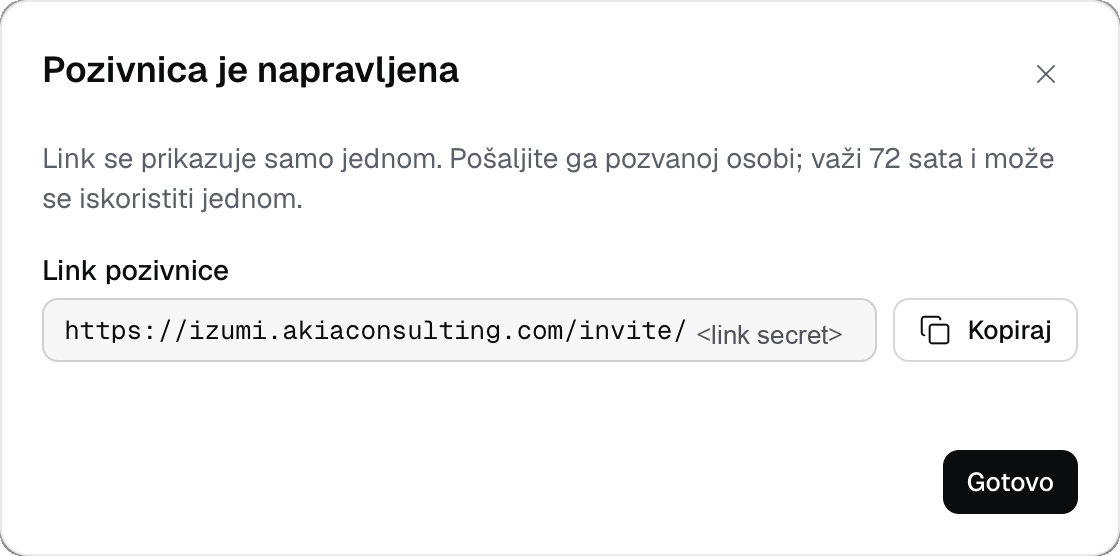 Pozivnica je napravljena
Link se prikazuje samo jednom. Pošaljite ga pozvanoj osobi; važi 72 sata i može
se iskoristiti jednom.
Link pozivnice
https://izumi.akiaconsulting.com/invite/ <link secret>
Kopiraj
Gotovo